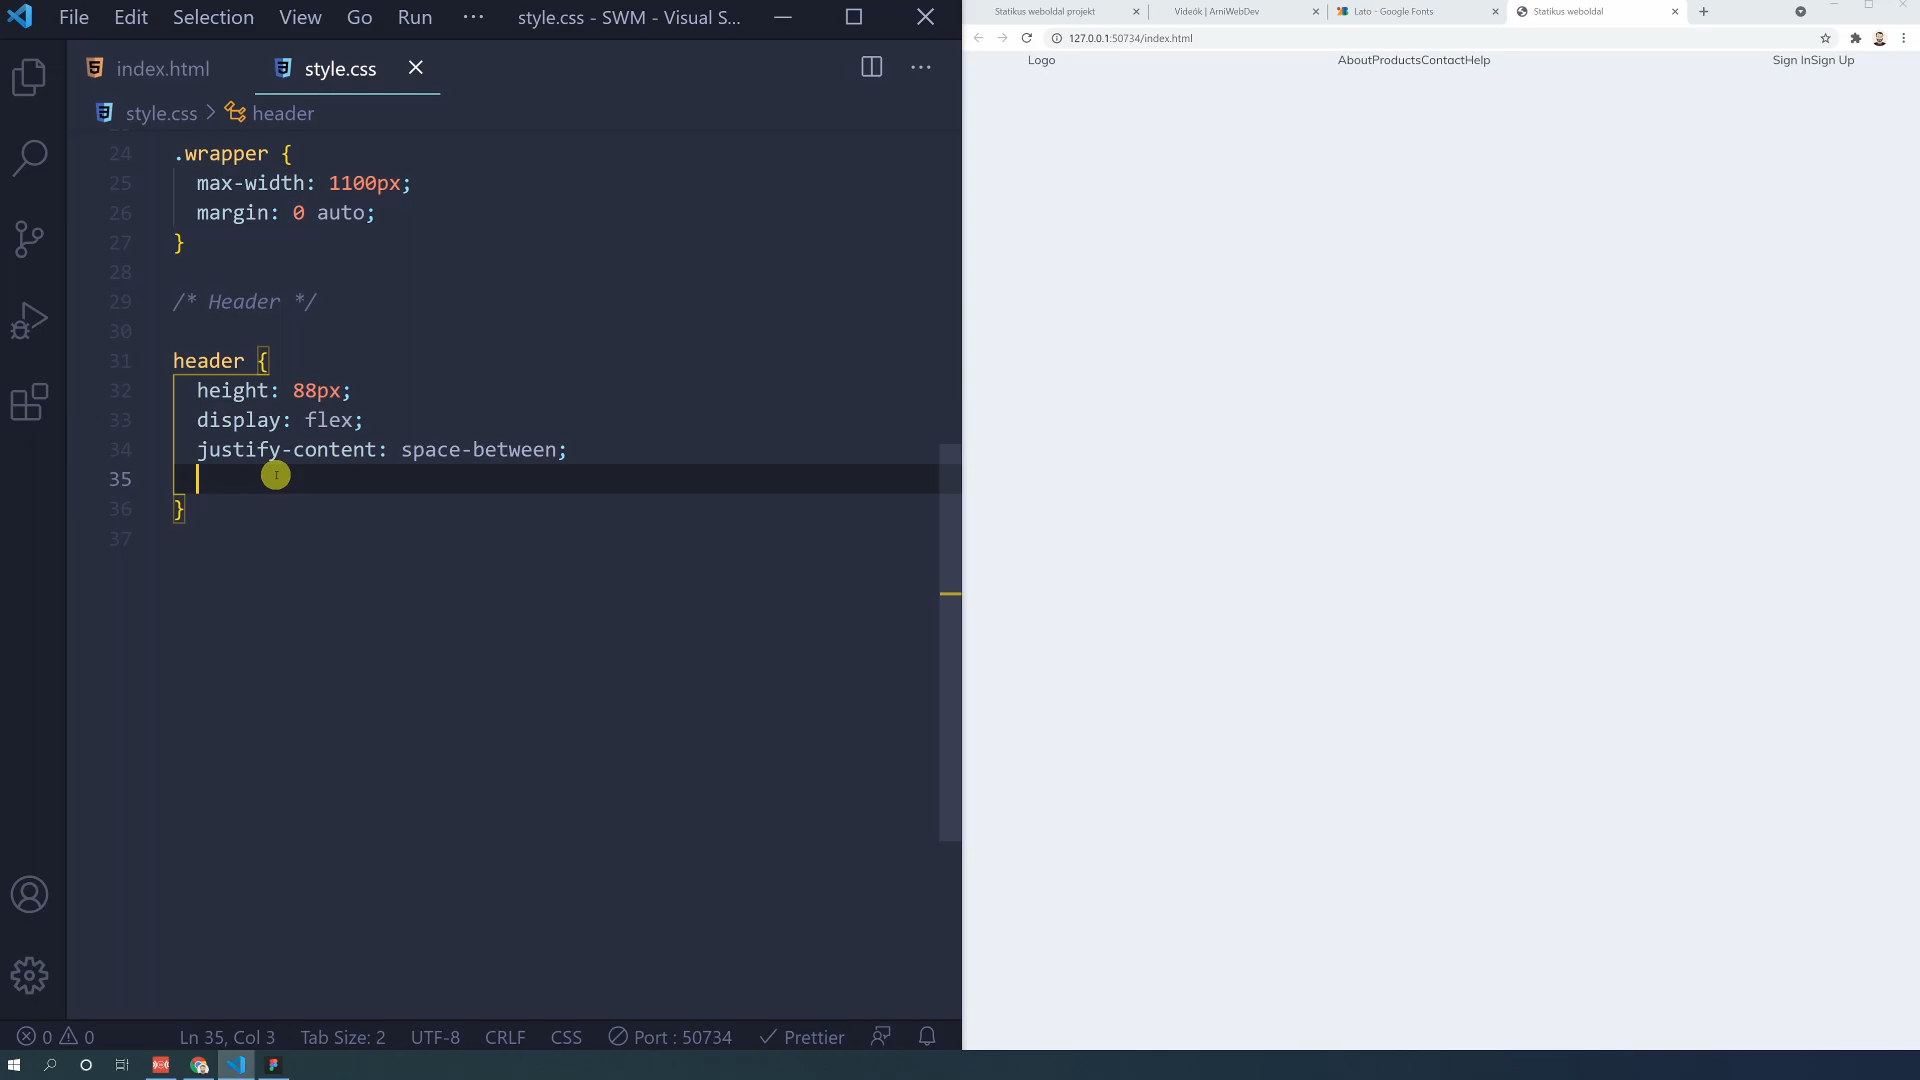 File Edit Selection View Go Run ··· style.css - SWM - Visual S...
index.html style.css
style.css > header
24 .wrapper {
25 max-width: 1100px;
26 margin: 0 auto;
27 }
28
29 /* Header */
30
31 header {
32 height: 88px;
33 display: flex;
34 justify-content: space-between;
35
36 }
37
0 0 Ln 35, Col 3 Tab Size: 2 UTF-8 CRLF CSS Port : 50734 Prettier
Statikus weboldal projekt Videók | ArniWebDev Lato - Google Fonts Statikus weboldal
127.0.0.1:50734/index.html
Logo AboutProductsContactHelp Sign InSign Up